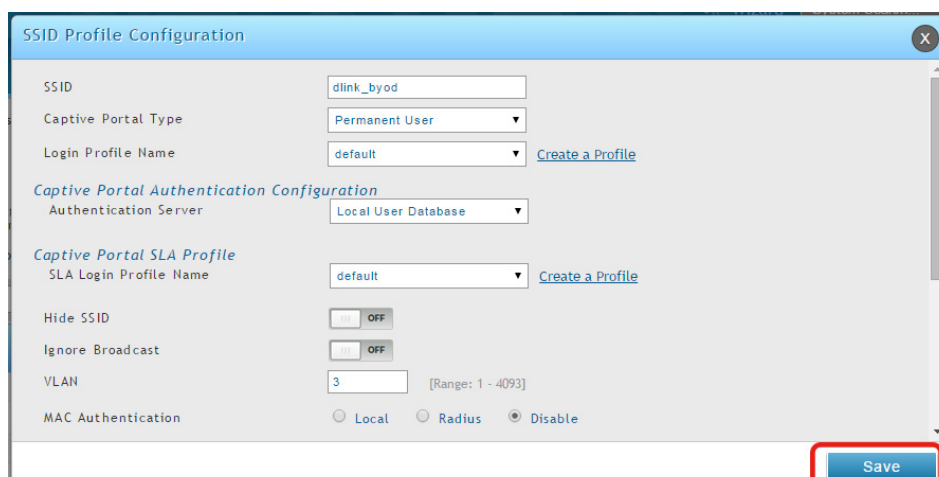 SSID Profile Configuration
X
SSID dlink_byod
Captive Portal Type Permanent User
Login Profile Name default Create a Profile
Captive Portal Authentication Configuration
Authentication Server Local User Database
Captive Portal SLA Profile
SLA Login Profile Name default Create a Profile
Hide SSID OFF
Ignore Broadcast OFF
VLAN 3 [Range: 1 - 4093]
MAC Authentication Local Radius Disable
Save